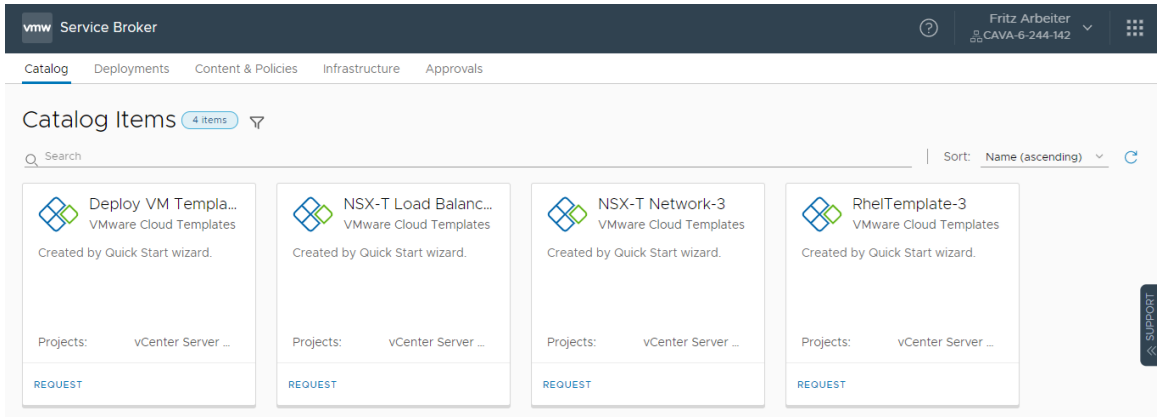 vmw Service Broker
Fritz Arbeiter
CAVA-6-244-142
Catalog Deployments Content & Policies Infrastructure Approvals
Catalog Items 4 items
Search
Sort: Name (ascending)
Deploy VM Templa...
VMware Cloud Templates
Created by Quick Start wizard.
Projects: vCenter Server ...
REQUEST
NSX-T Load Balanc...
VMware Cloud Templates
Created by Quick Start wizard.
Projects: vCenter Server ...
REQUEST
NSX-T Network-3
VMware Cloud Templates
Created by Quick Start wizard.
Projects: vCenter Server ...
REQUEST
RhelTemplate-3
VMware Cloud Templates
Created by Quick Start wizard.
Projects: vCenter Server ...
REQUEST
SUPPORT